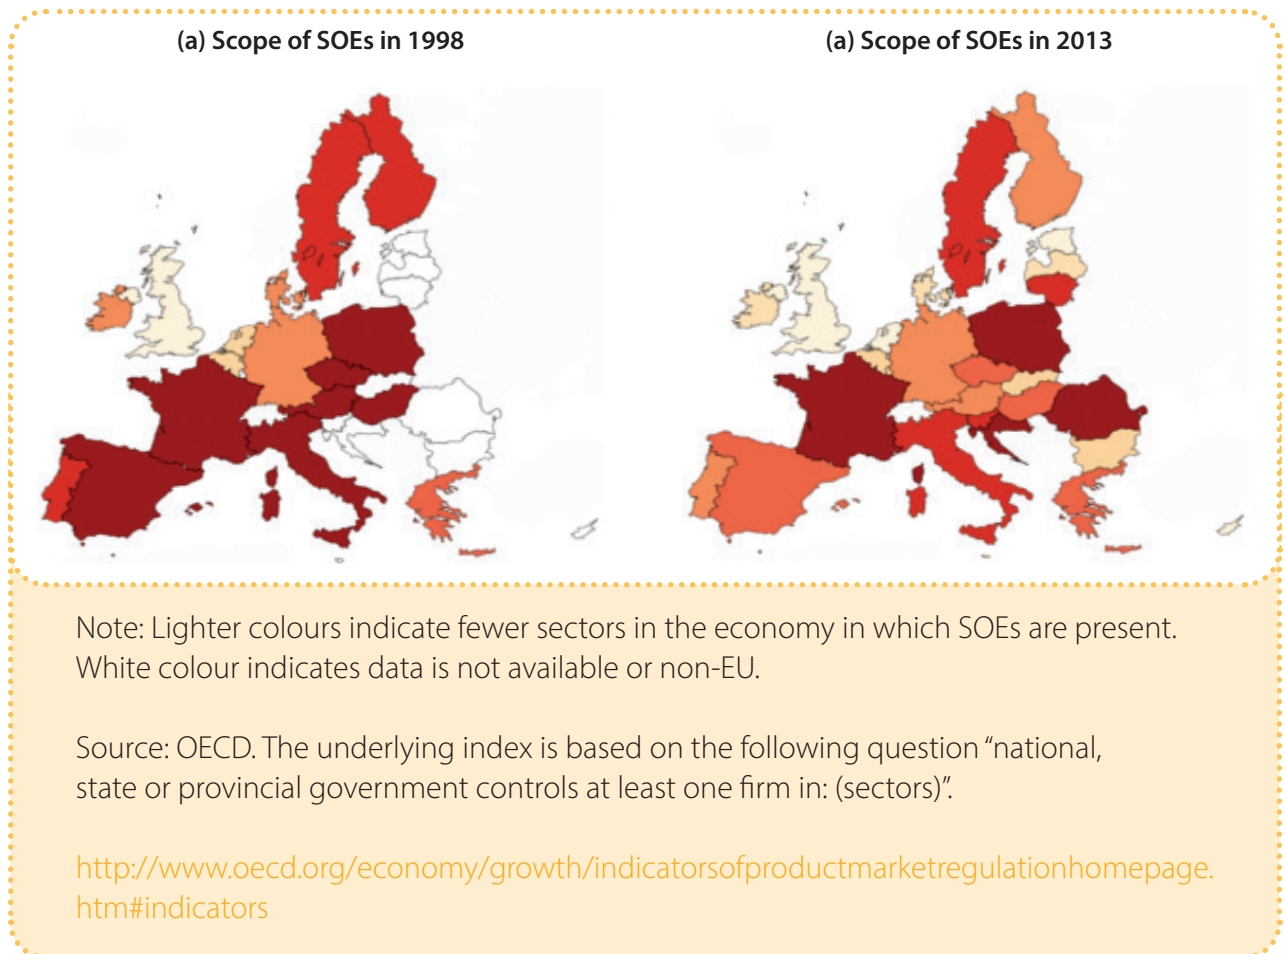 (a) Scope of SOEs in 1998
(a) Scope of SOEs in 2013
Note: Lighter colours indicate fewer sectors in the economy in which SOEs are present.
White colour indicates data is not available or non-EU.
Source: OECD. The underlying index is based on the following question “national,
state or provincial government controls at least one firm in: (sectors)”.
http://www.oecd.org/economy/growth/indicatorsofproductmarketregulationhomepage.
htm#indicators